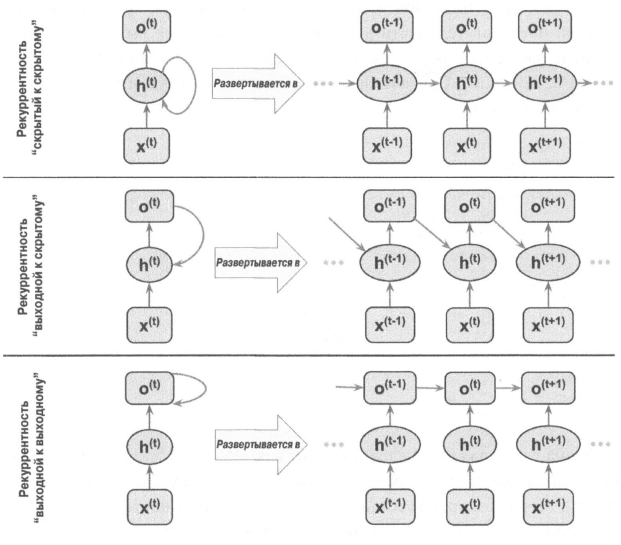 Рекуррентность
“скрытый к скрытому”
o(t)
h(t)
x(t)
Развертывается в
o(t-1) o(t) o(t+1)
h(t-1) h(t) h(t+1)
x(t-1) x(t) x(t+1)
Рекуррентность
“выходной к скрытому”
o(t)
h(t)
x(t)
Развертывается в
o(t-1) o(t) o(t+1)
h(t-1) h(t) h(t+1)
x(t-1) x(t) x(t+1)
Рекуррентность
“выходной к выходному”
o(t)
h(t)
x(t)
Развертывается в
o(t-1) o(t) o(t+1)
h(t-1) h(t) h(t+1)
x(t-1) x(t) x(t+1)